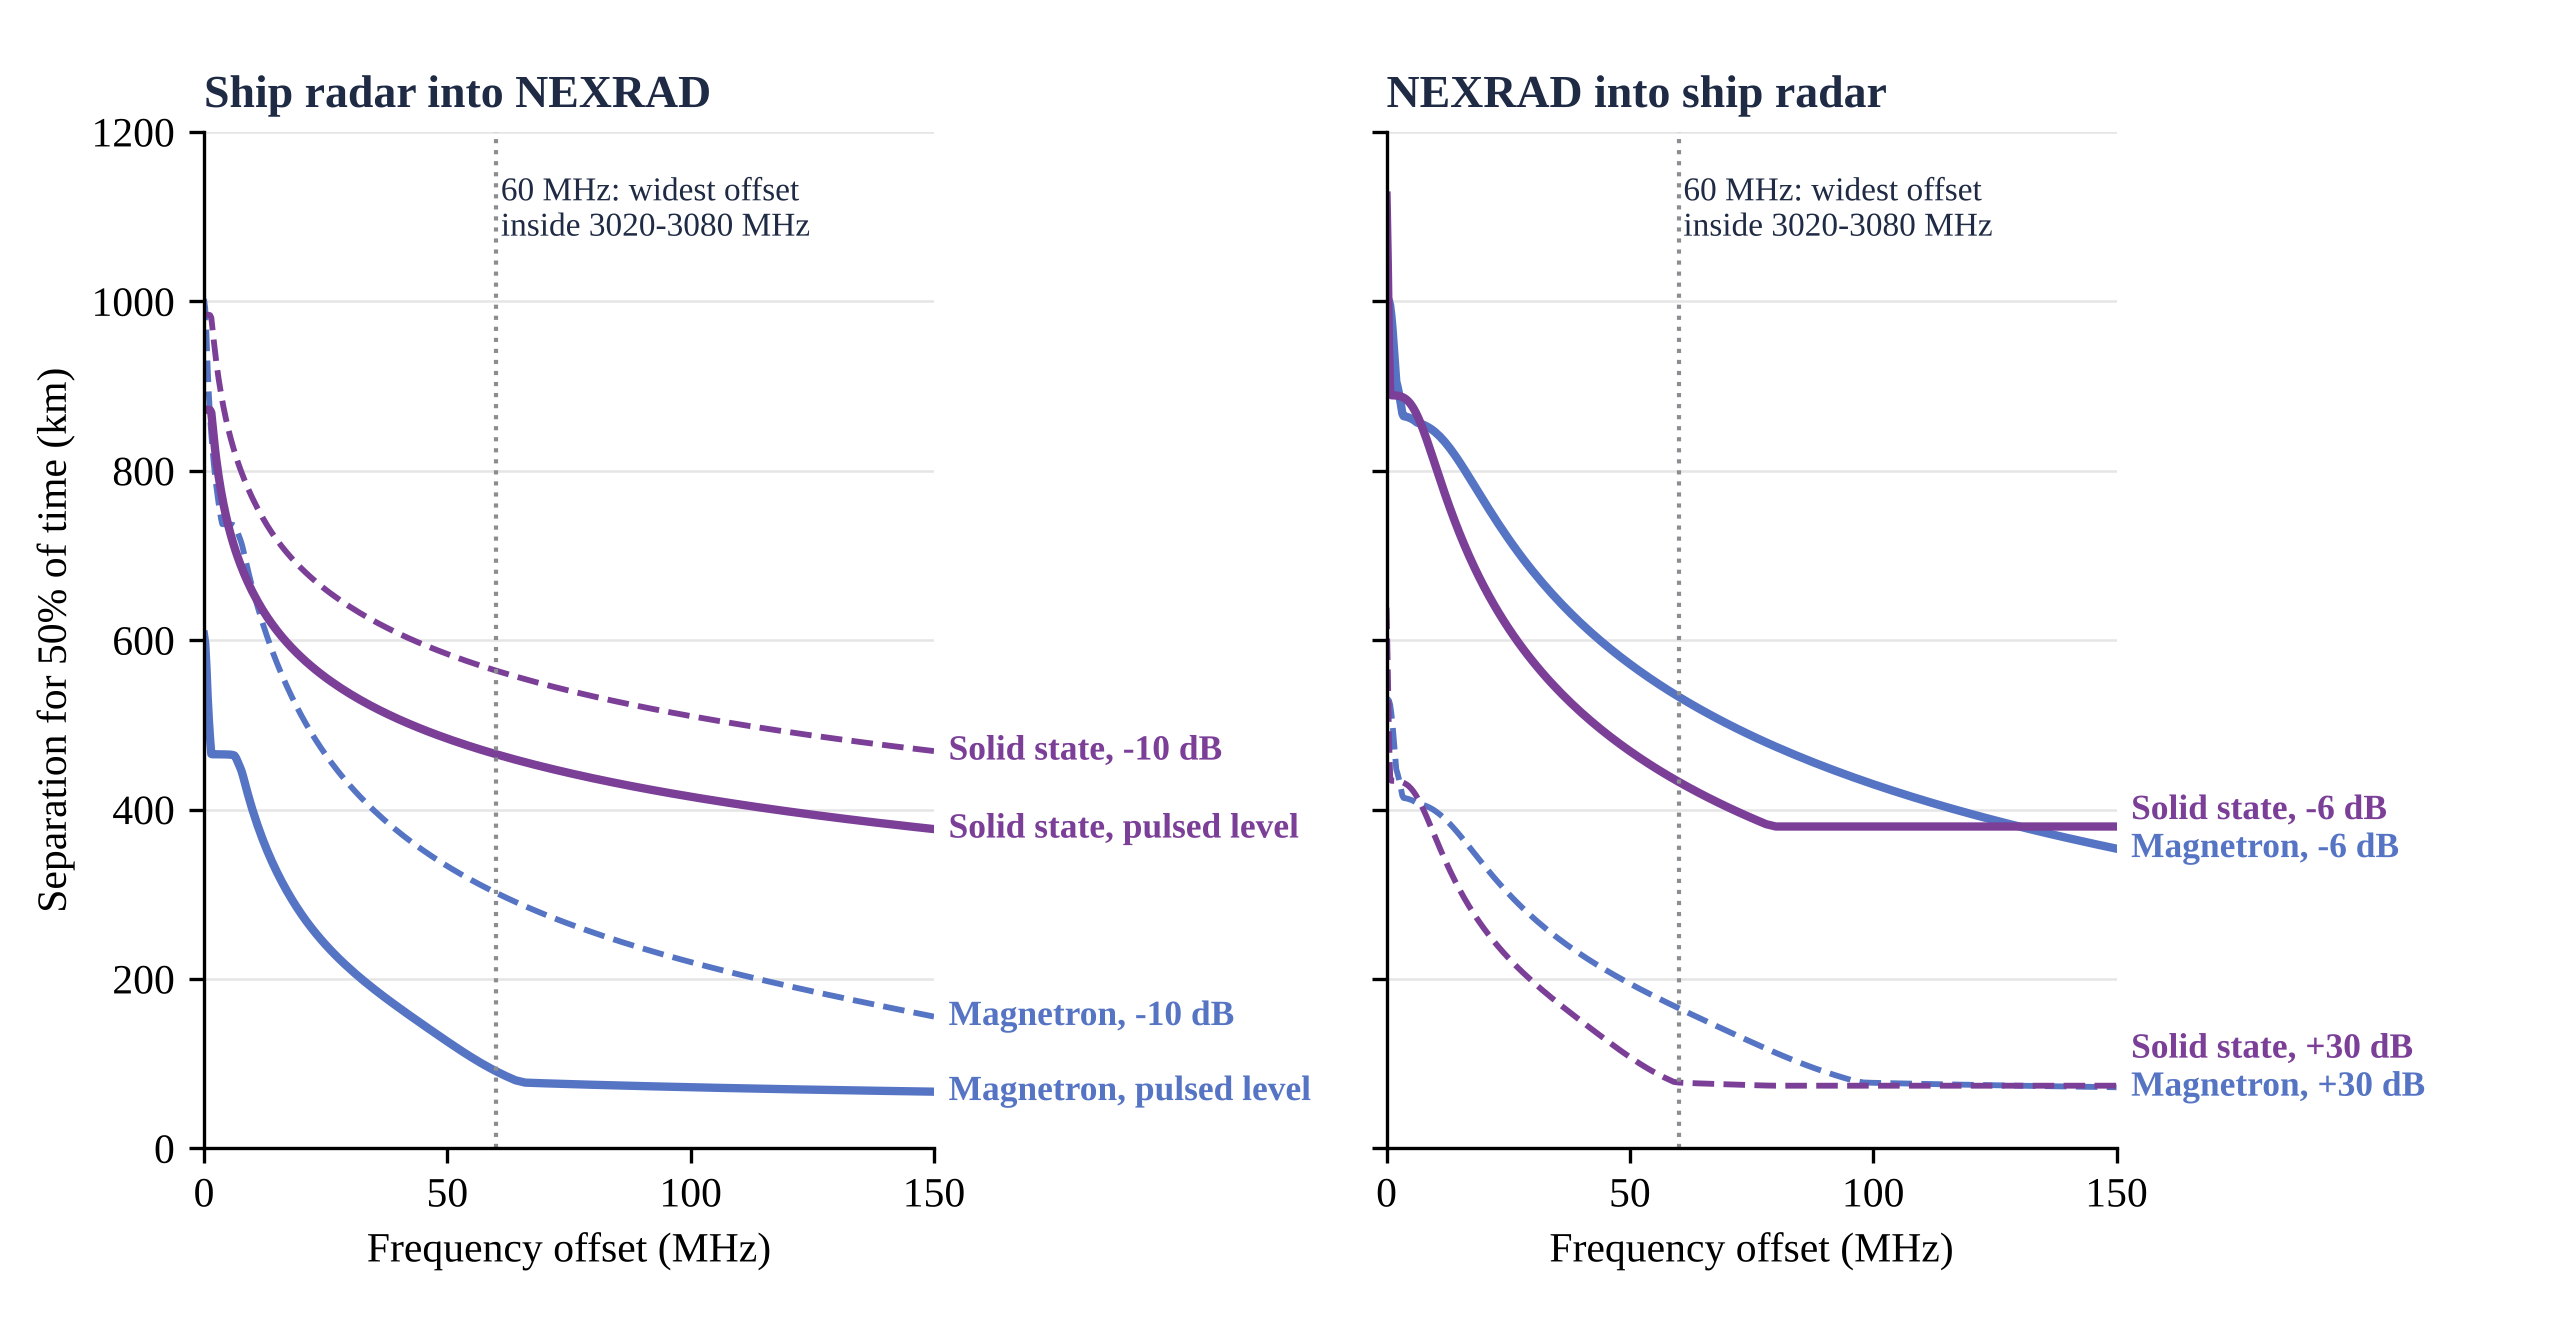 Ship radar into NEXRAD
1200
1000
800
600
400
200
0
Separation for 50% of time (km)
60 MHz: widest offset
inside 3020-3080 MHz
Solid state, -10 dB
Solid state, pulsed level
Magnetron, -10 dB
Magnetron, pulsed level
0 50 100 150
Frequency offset (MHz)
NEXRAD into ship radar
60 MHz: widest offset
inside 3020-3080 MHz
Solid state, -6 dB
Magnetron, -6 dB
Solid state, +30 dB
Magnetron, +30 dB
0 50 100 150
Frequency offset (MHz)